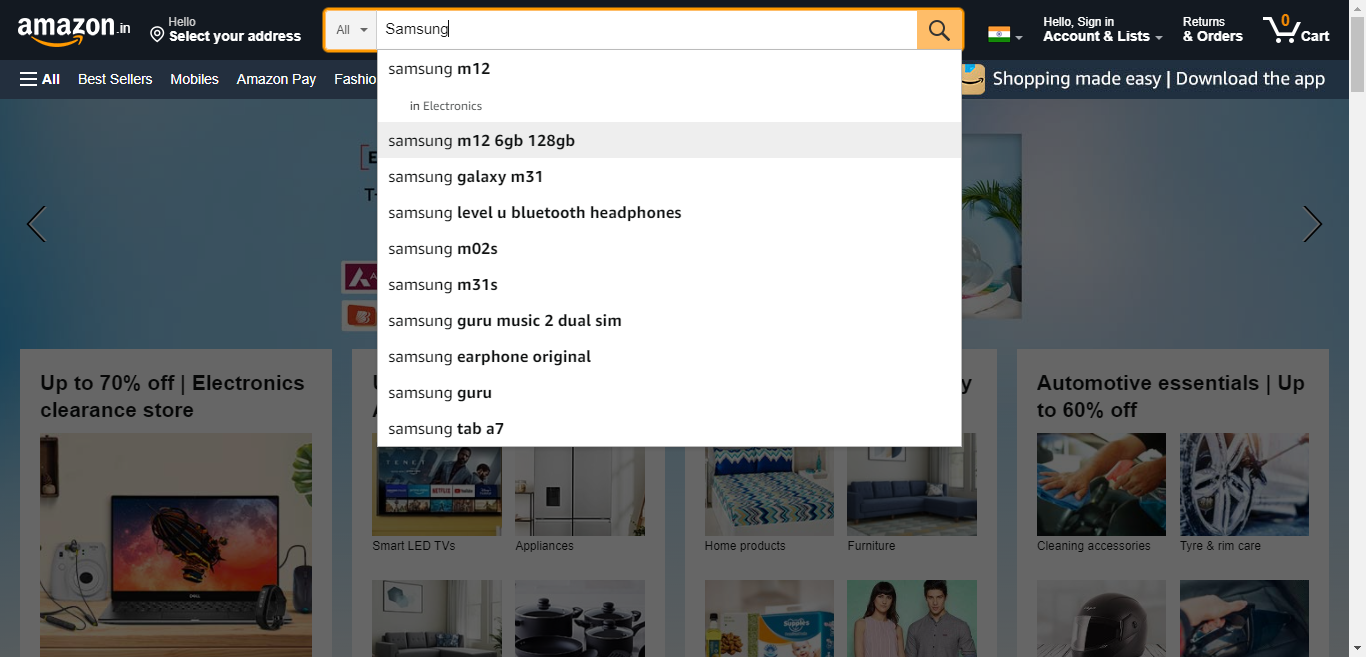 amazon.in
Hello
Select your address
All
Samsung
Hello, Sign in
Account & Lists
Returns
& Orders
0
Cart
All
Best Sellers
Mobiles
Amazon Pay
Fashio
Shopping made easy | Download the app
samsung m12
in Electronics
samsung m12 6gb 128gb
samsung galaxy m31
samsung level u bluetooth headphones
samsung m02s
samsung m31s
samsung guru music 2 dual sim
samsung earphone original
samsung guru
samsung tab a7
Up to 70% off | Electronics
clearance store
Automotive essentials | Up
to 60% off
TENET
NETFLIX
DELL
Smart LED TVs
Appliances
Home products
Furniture
Cleaning accessories
Tyre & rim care
Supples